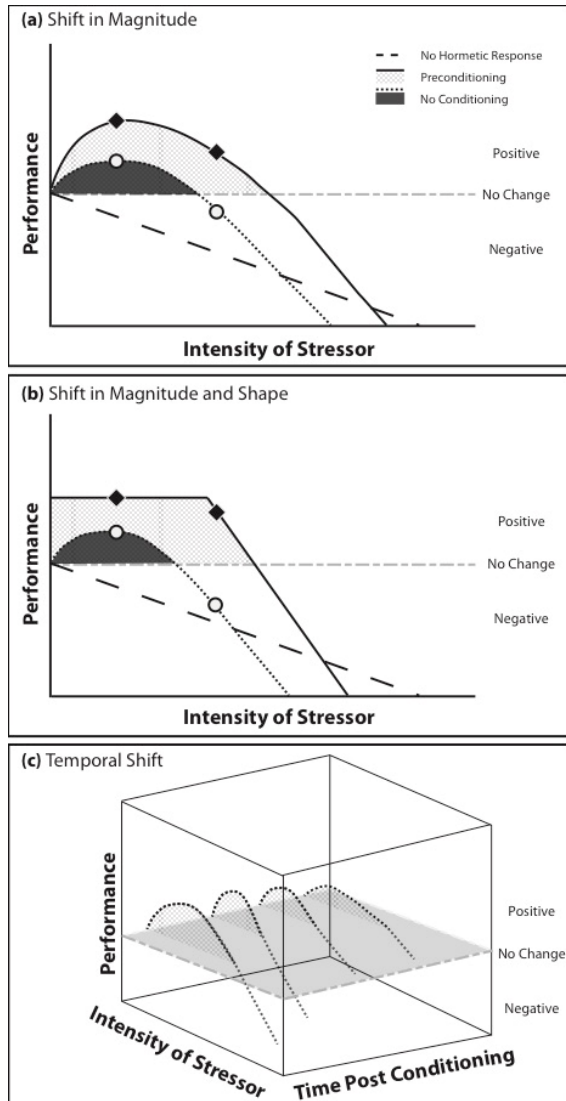 (a) Shift in Magnitude
No Hormetic Response
Preconditioning
No Conditioning
Performance
Positive
No Change
Negative
Intensity of Stressor
(b) Shift in Magnitude and Shape
Performance
Positive
No Change
Negative
Intensity of Stressor
(c) Temporal Shift
Performance
Positive
No Change
Negative
Intensity of Stressor
Time Post Conditioning